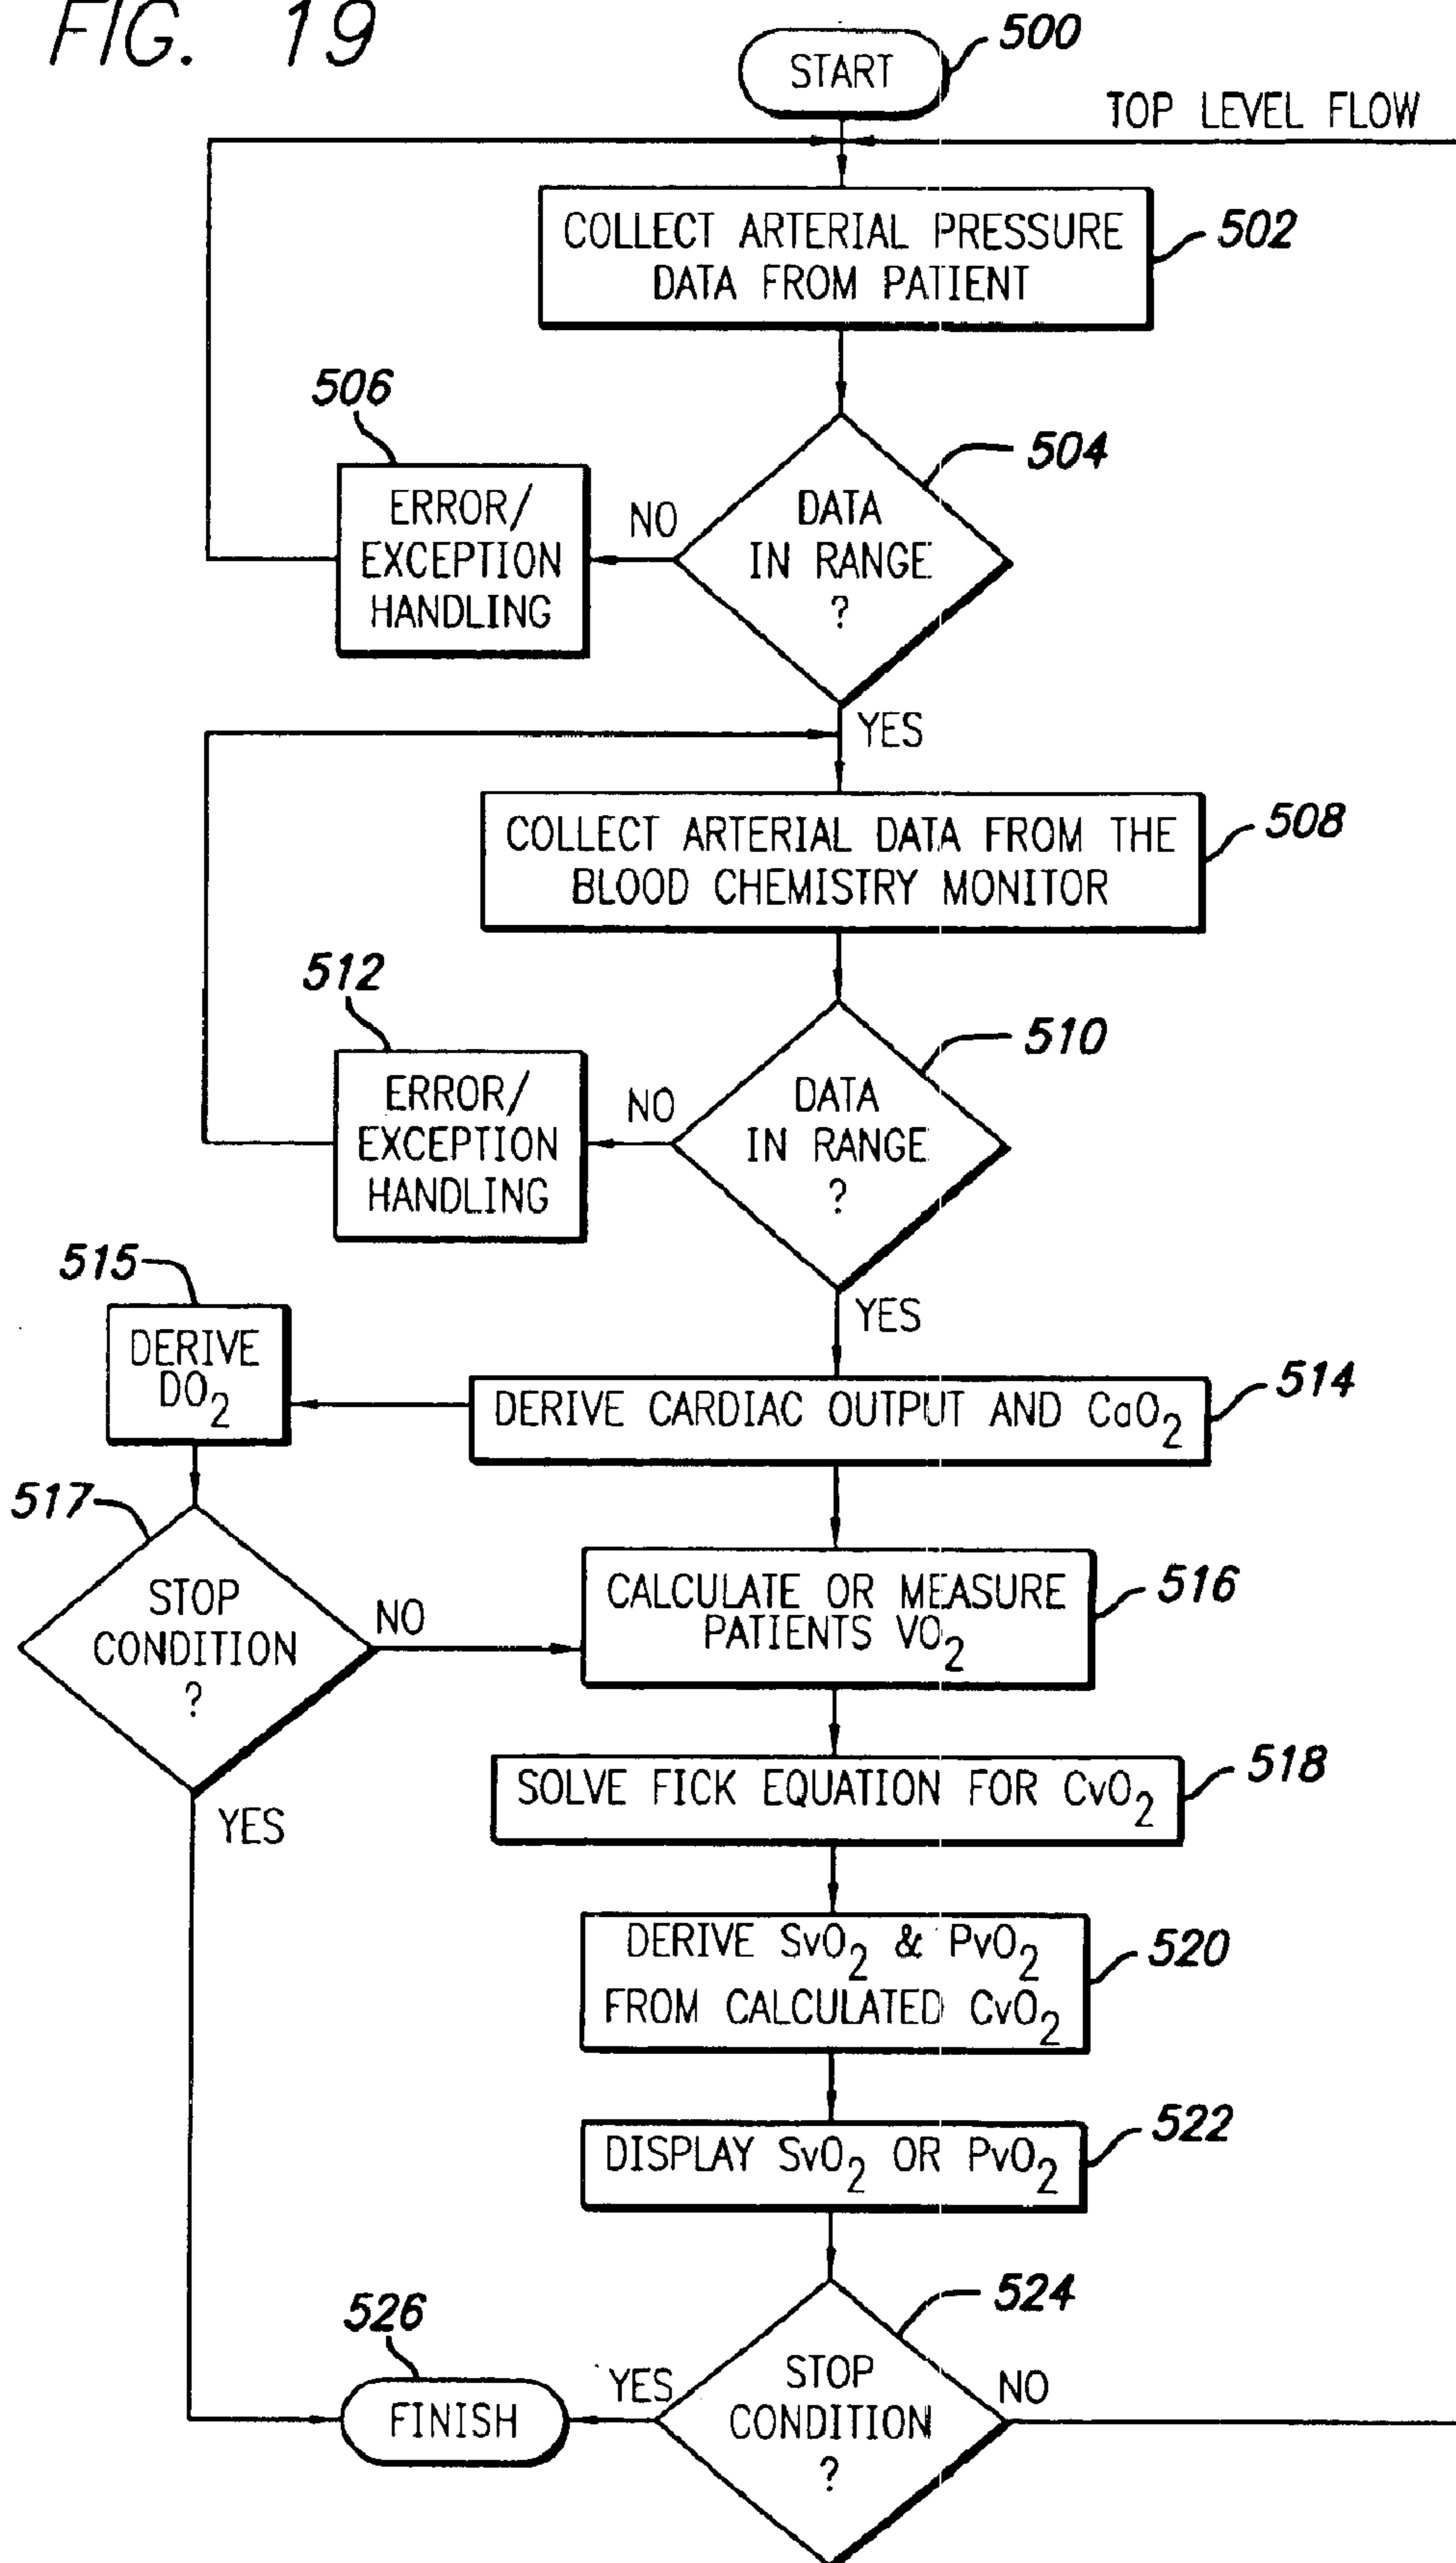 FIG. 19
START
500
TOP LEVEL FLOW
COLLECT ARTERIAL PRESSURE
DATA FROM PATIENT
502
506
504
ERROR/
EXCEPTION
HANDLING
NO
DATA
IN RANGE
?
YES
COLLECT ARTERIAL DATA FROM THE
BLOOD CHEMISTRY MONITOR
508
512
510
ERROR/
EXCEPTION
HANDLING
NO
DATA
IN RANGE
?
YES
515
DERIVE
DO2
DERIVE CARDIAC OUTPUT AND CaO2
514
517
STOP
CONDITION
?
NO
YES
CALCULATE OR MEASURE
PATIENTS VO2
516
SOLVE FICK EQUATION FOR CvO2
518
DERIVE SvO2 & PvO2
FROM CALCULATED CvO2
520
DISPLAY SvO2 OR PvO2
522
526
524
FINISH
YES
STOP
CONDITION
?
NO